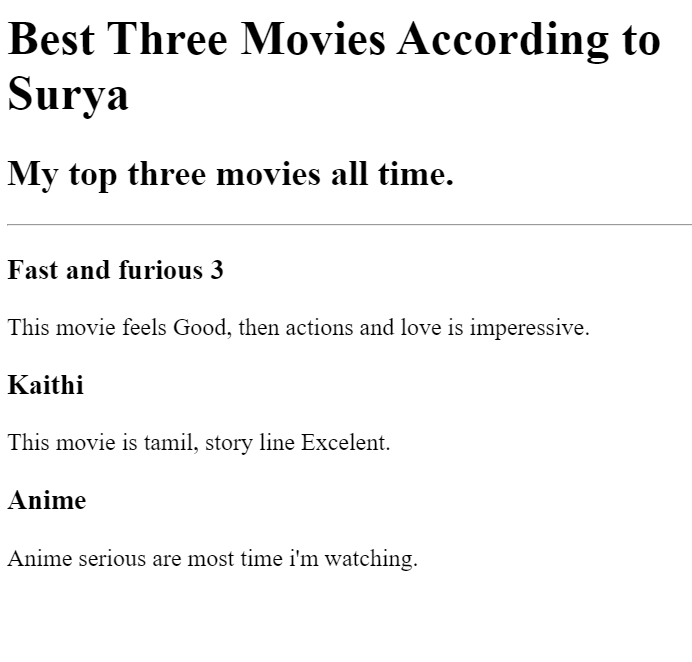 Best Three Movies According to
Surya
My top three movies all time.
Fast and furious 3
This movie feels Good, then actions and love is imperessive.
Kaithi
This movie is tamil, story line Excelent.
Anime
Anime serious are most time i'm watching.